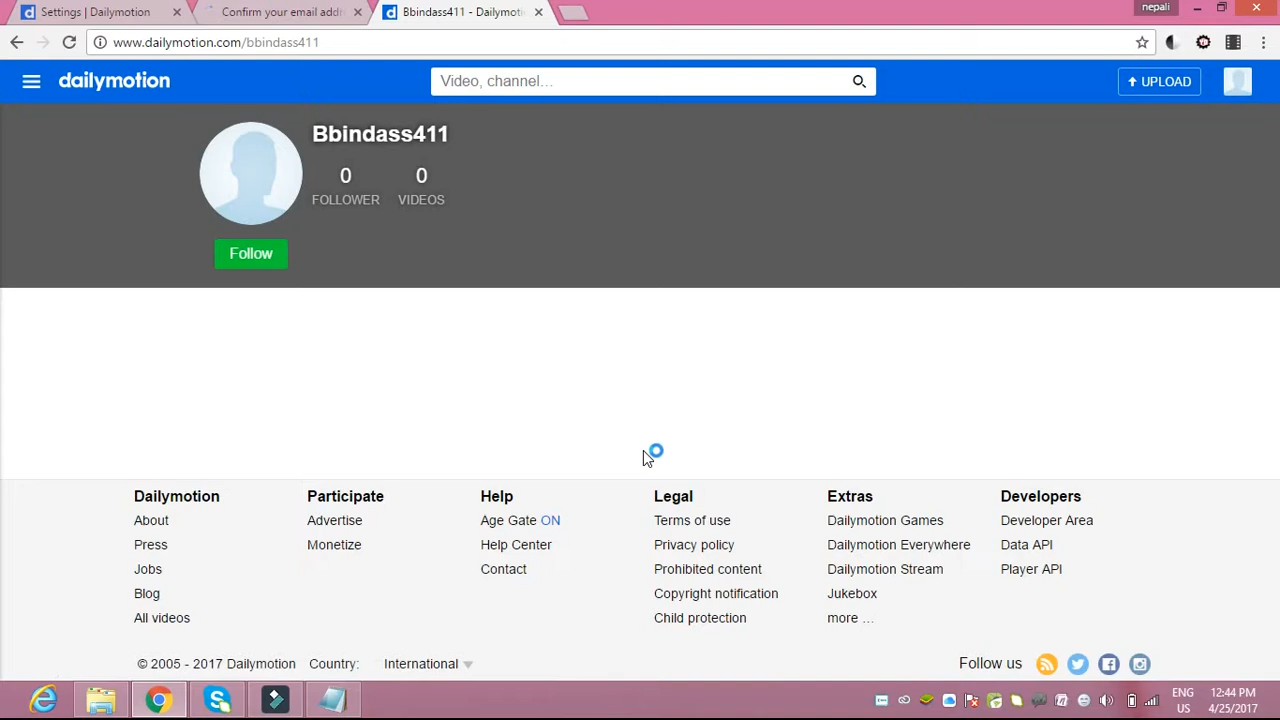 Settings | Dailymotion
Confirm your email addr
Bbindass411 - Dailymoti
nepali
www.dailymotion.com/bbindass411
dailymotion
Video, channel...
UPLOAD
Bbindass411
0 0
FOLLOWER VIDEOS
Follow
Dailymotion
About
Press
Jobs
Blog
All videos
Participate
Advertise
Monetize
Help
Age Gate ON
Help Center
Contact
Legal
Terms of use
Privacy policy
Prohibited content
Copyright notification
Child protection
Extras
Dailymotion Games
Dailymotion Everywhere
Dailymotion Stream
Jukebox
more ...
Developers
Developer Area
Data API
Player API
© 2005 - 2017 Dailymotion Country: International
Follow us
ENG 12:44 PM
US 4/25/2017